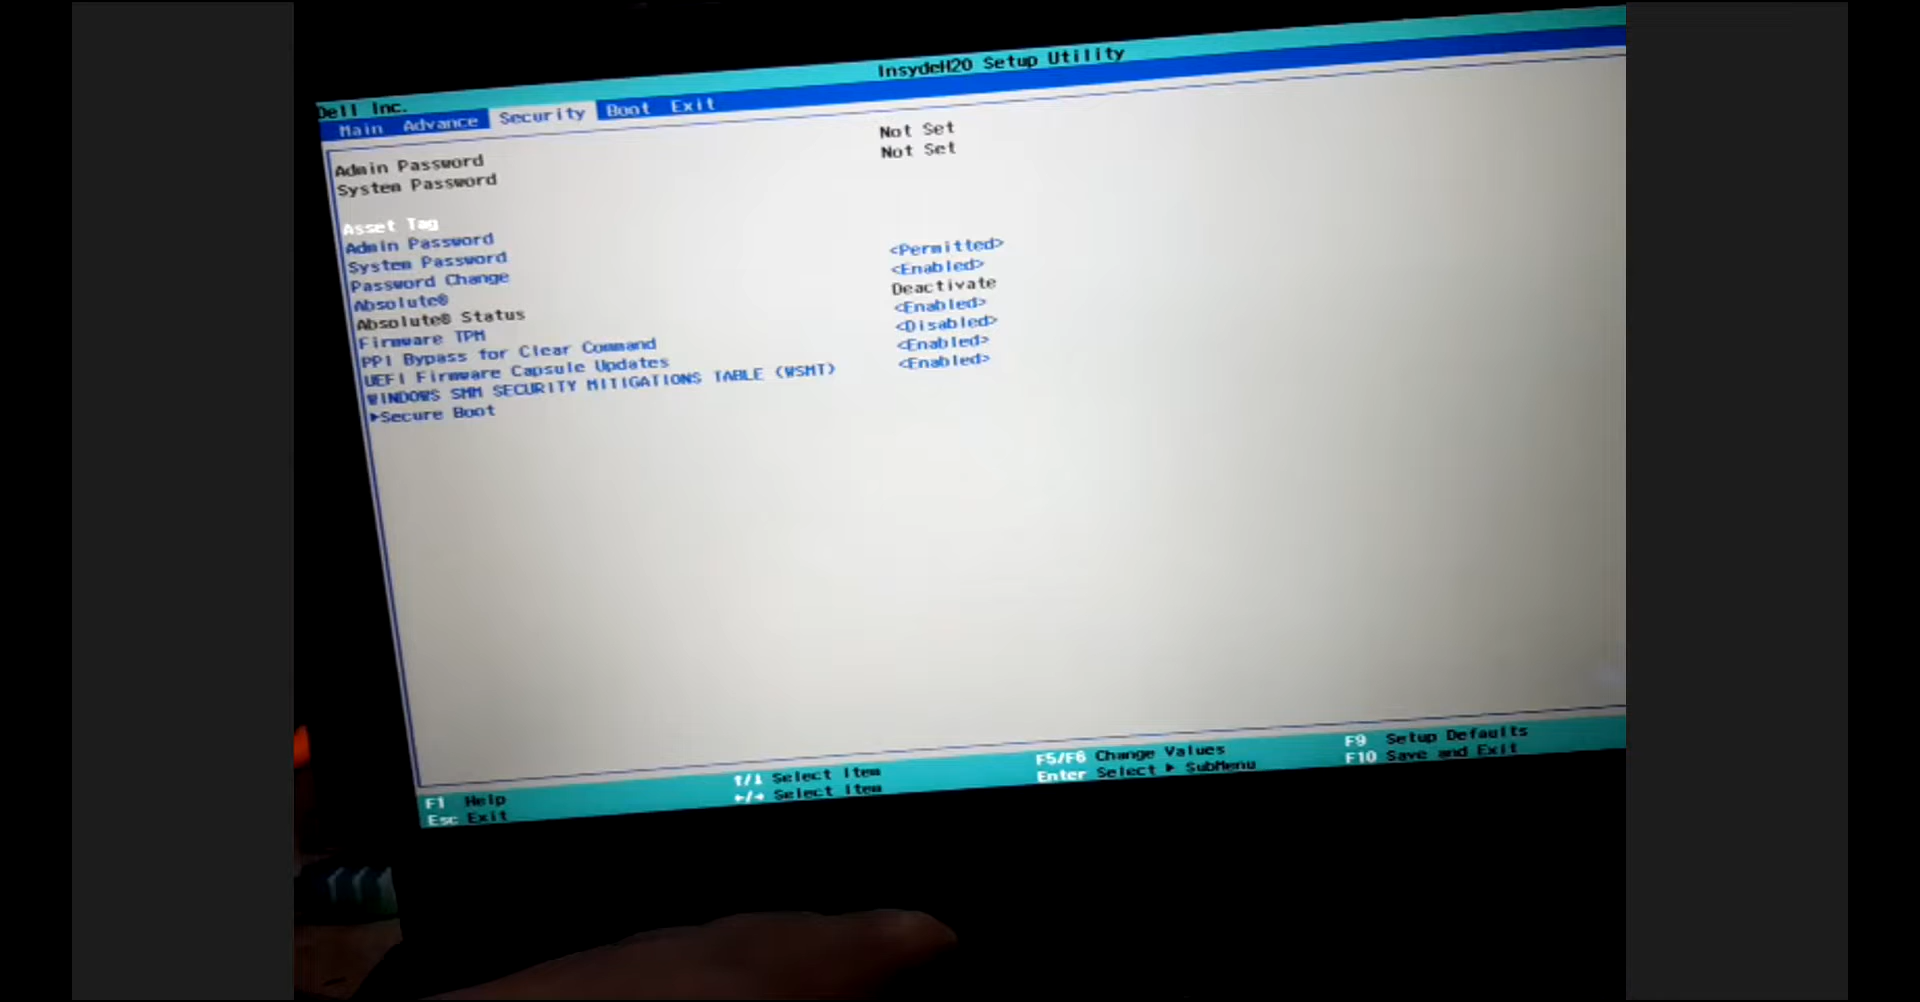 InsydeH20 Setup Utility
Dell Inc.
Main Advance Security Boot Exit
Admin Password Not Set
System Password Not Set
Asset Tag
Admin Password
System Password
Password Change <Permitted>
Absolute® <Enabled>
Absolute® Status Deactivate
Firmware TPM <Enabled>
PPI Bypass for Clear Command <Disabled>
UEFI Firmware Capsule Updates <Enabled>
WINDOWS SMM SECURITY MITIGATIONS TABLE (WSMT) <Enabled>
►Secure Boot
F1 Help ↑/↓ Select Item F5/F6 Change Values F9 Setup Defaults
Esc Exit ←/→ Select Item Enter Select ► SubMenu F10 Save and Exit